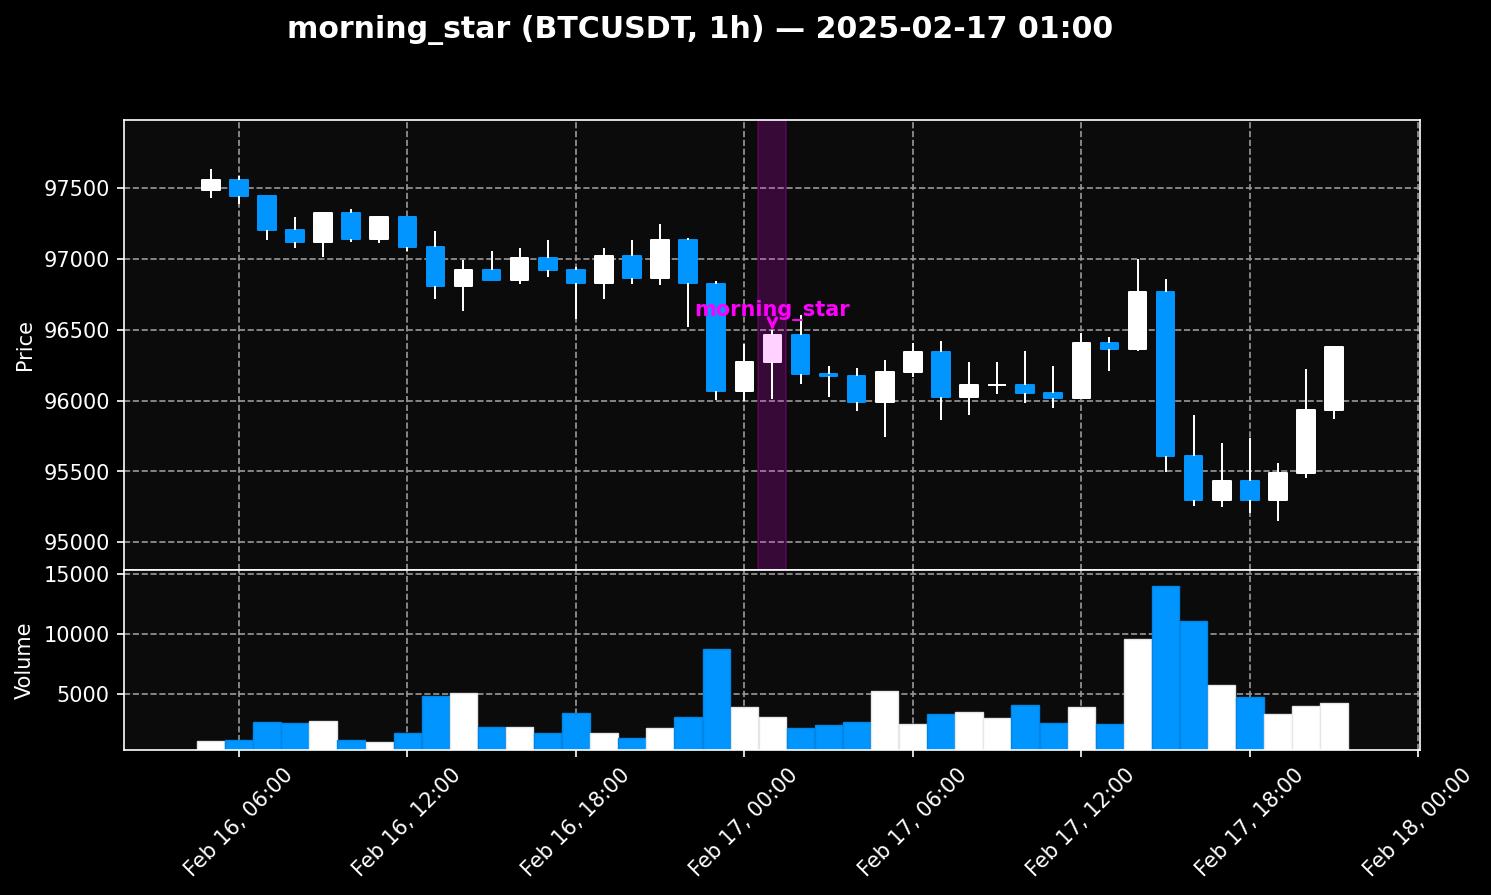 morning_star (BTCUSDT, 1h) — 2025-02-17 01:00
Price
97500
97000
96500
96000
95500
95000
morning_star
Volume
15000
10000
5000
Feb 16, 06:00
Feb 16, 12:00
Feb 16, 18:00
Feb 17, 00:00
Feb 17, 06:00
Feb 17, 12:00
Feb 17, 18:00
Feb 18, 00:00